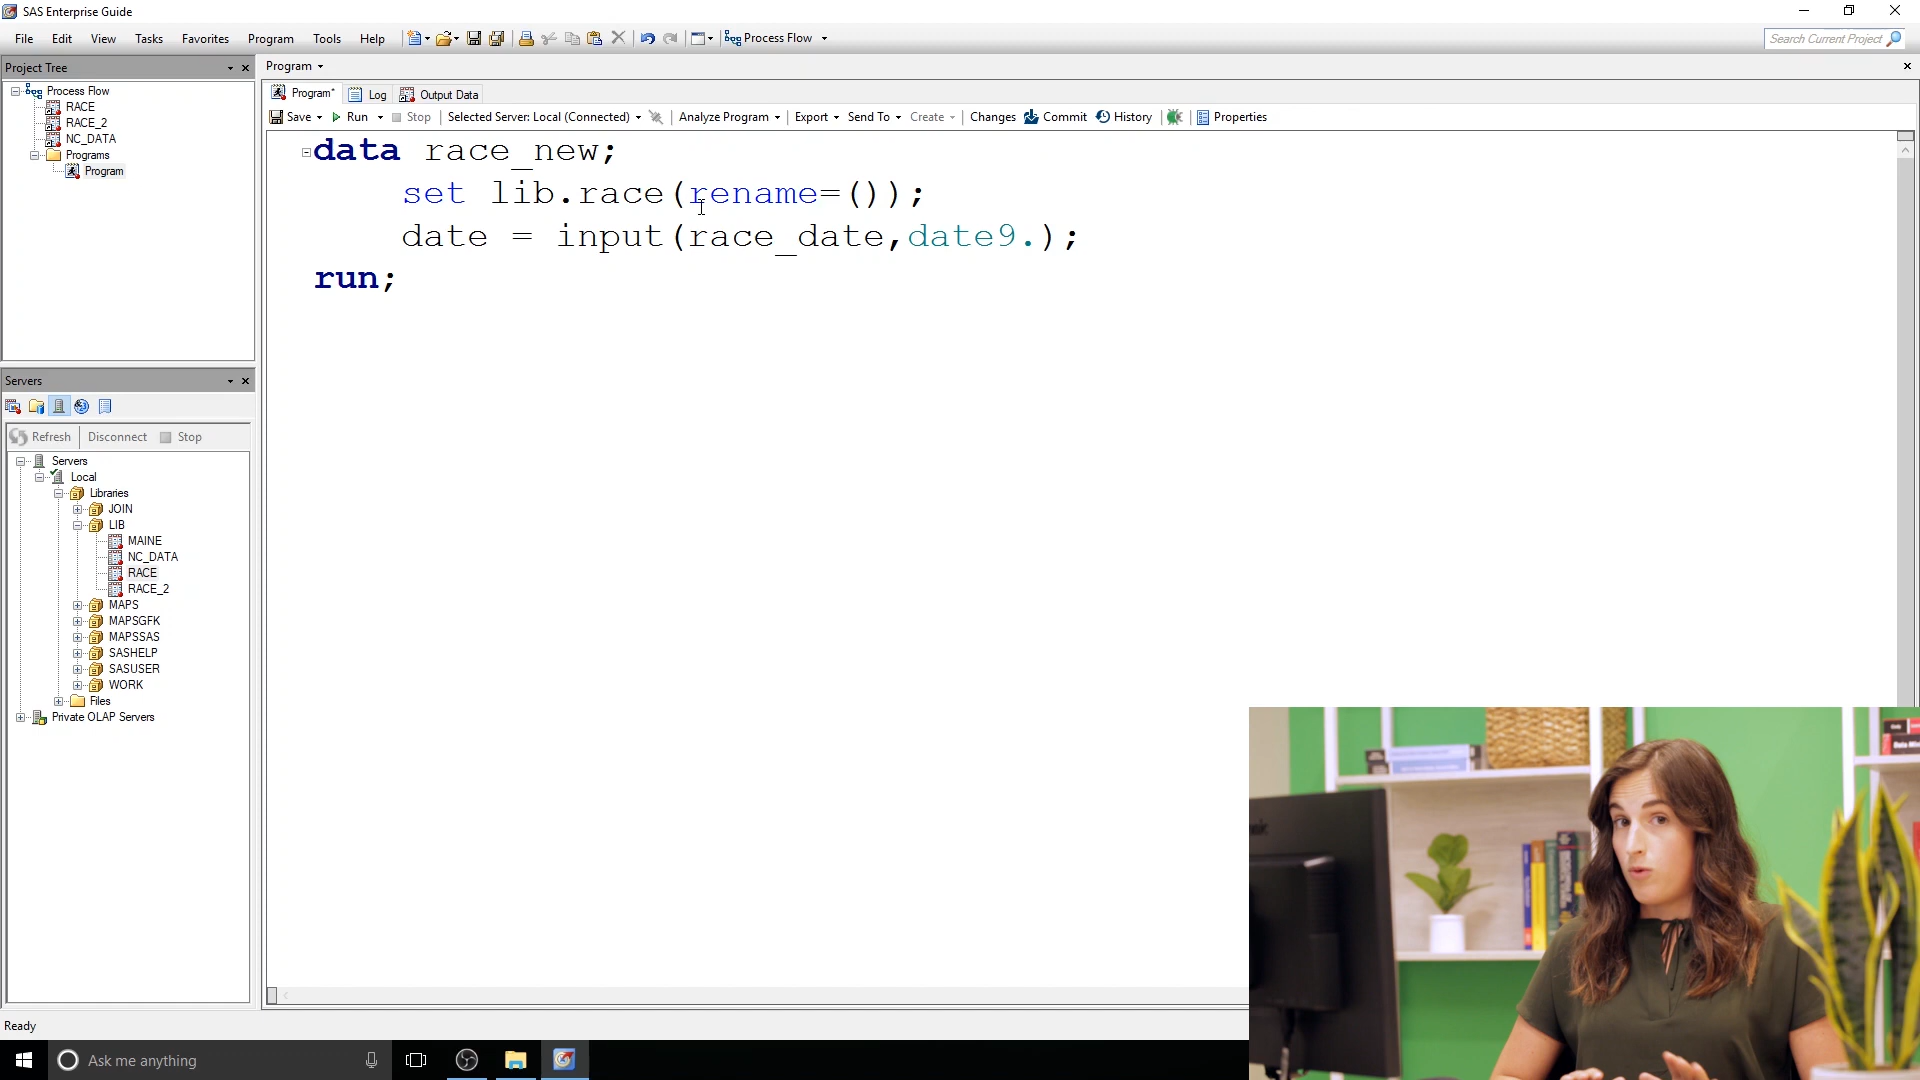 SAS Enterprise Guide
File Edit View Tasks Favorites Program Tools Help Process Flow Search Current Project
Project Tree
Process Flow
RACE
RACE_2
NC_DATA
Programs
Program
Program
Program* Log Output Data
Save Run Stop Selected Server: Local (Connected) Analyze Program Export Send To Create Changes Commit History Properties
data race_new;
set lib.race(rename=());
date = input(race_date,date9.);
run;
Servers
Refresh Disconnect Stop
Servers
Local
Libraries
JOIN
LIB
MAINE
NC_DATA
RACE
RACE_2
MAPS
MAPSGFK
MAPSSAS
SASHELP
SASUSER
WORK
Files
Private OLAP Servers
Ready
Ask me anything